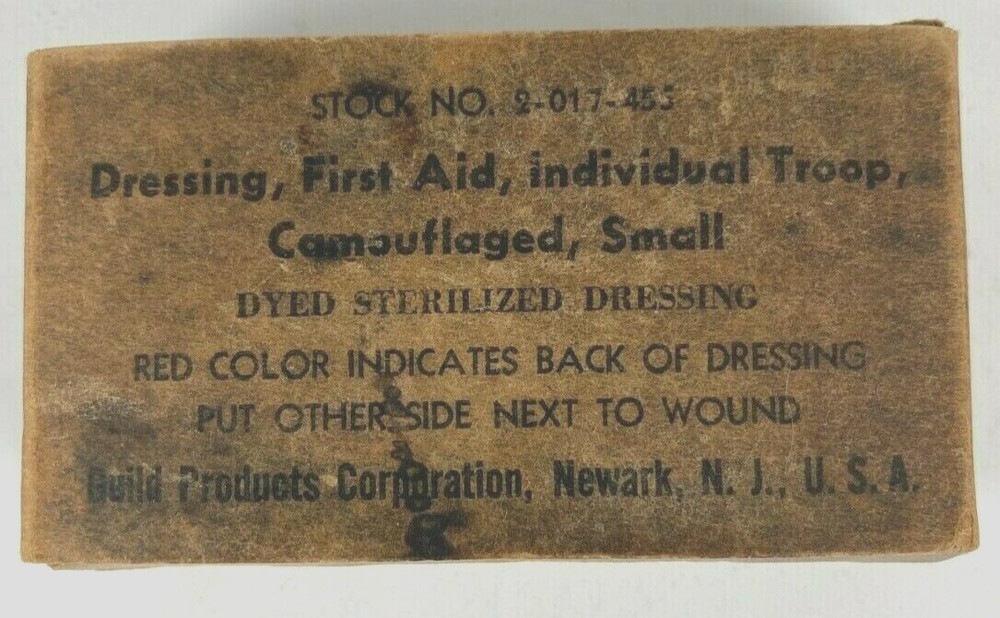 STOCK NO. 2-017-455
Dressing, First Aid, individual Troop,
Camouflaged, Small
DYED STERILIZED DRESSING
RED COLOR INDICATES BACK OF DRESSING
PUT OTHER SIDE NEXT TO WOUND
Guild Products Corporation, Newark, N. J., U. S. A.